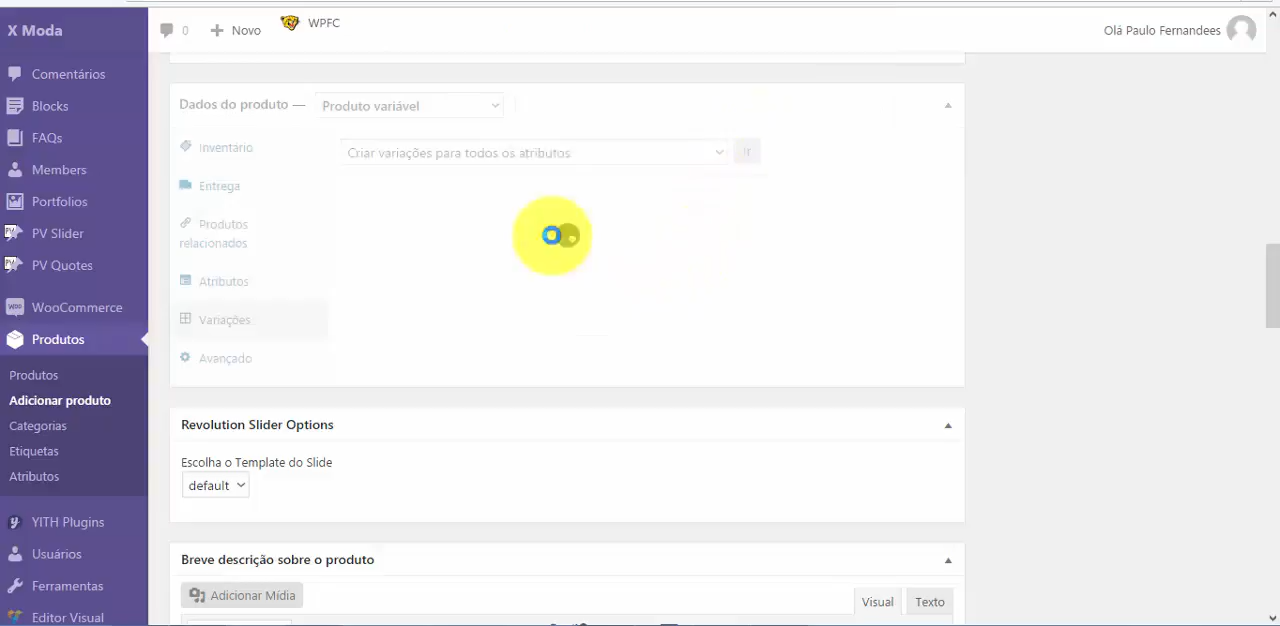 X Moda
0
Novo
WPFC
Olá Paulo Fernandees
Comentários
Blocks
FAQs
Members
Portfolios
PV Slider
PV Quotes
WooCommerce
Produtos
Produtos
Adicionar produto
Categorias
Etiquetas
Atributos
YITH Plugins
Usuários
Ferramentas
Editor Visual
Dados do produto —
Produto variável
Inventário
Entrega
Produtos
relacionados
Atributos
Variações
Avançado
Criar variações para todos os atributos
Ir
Revolution Slider Options
Escolha o Template do Slide
default
Breve descrição sobre o produto
Adicionar Mídia
Visual
Texto